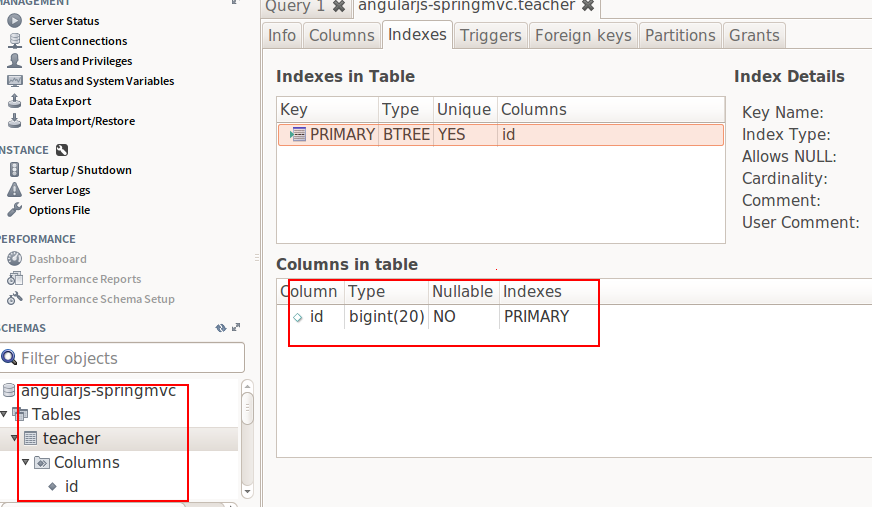 MANAGEMENT
Server Status
Client Connections
Users and Privileges
Status and System Variables
Data Export
Data Import/Restore
INSTANCE
Startup / Shutdown
Server Logs
Options File
PERFORMANCE
Dashboard
Performance Reports
Performance Schema Setup
SCHEMAS
Filter objects
angularjs-springmvc
Tables
teacher
Columns
id
Query 1 angularjs-springmvc.teacher
Info Columns Indexes Triggers Foreign keys Partitions Grants
Indexes in Table
Key Type Unique Columns
PRIMARY BTREE YES id
Index Details
Key Name:
Index Type:
Allows NULL:
Cardinality:
Comment:
User Comment:
Columns in table
Column Type Nullable Indexes
id bigint(20) NO PRIMARY